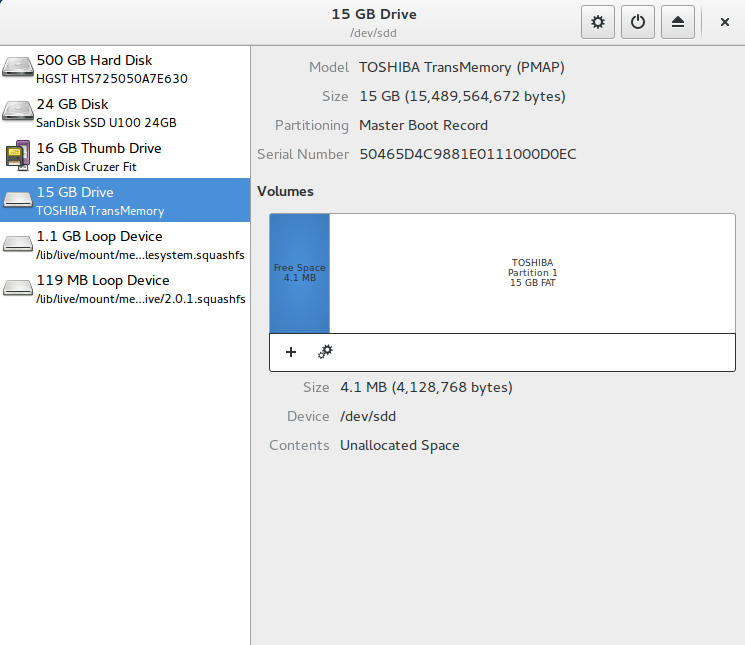 15 GB Drive
/dev/sdd
500 GB Hard Disk
HGST HTS725050A7E630
24 GB Disk
SanDisk SSD U100 24GB
16 GB Thumb Drive
SanDisk Cruzer Fit
15 GB Drive
TOSHIBA TransMemory
1.1 GB Loop Device
/lib/live/mount/me...lesystem.squashfs
119 MB Loop Device
/lib/live/mount/me...ive/2.0.1.squashfs
Model TOSHIBA TransMemory (PMAP)
Size 15 GB (15,489,564,672 bytes)
Partitioning Master Boot Record
Serial Number 50465D4C9881E0111000D0EC
Volumes
Free Space
4.1 MB
TOSHIBA
Partition 1
15 GB FAT
Size 4.1 MB (4,128,768 bytes)
Device /dev/sdd
Contents Unallocated Space